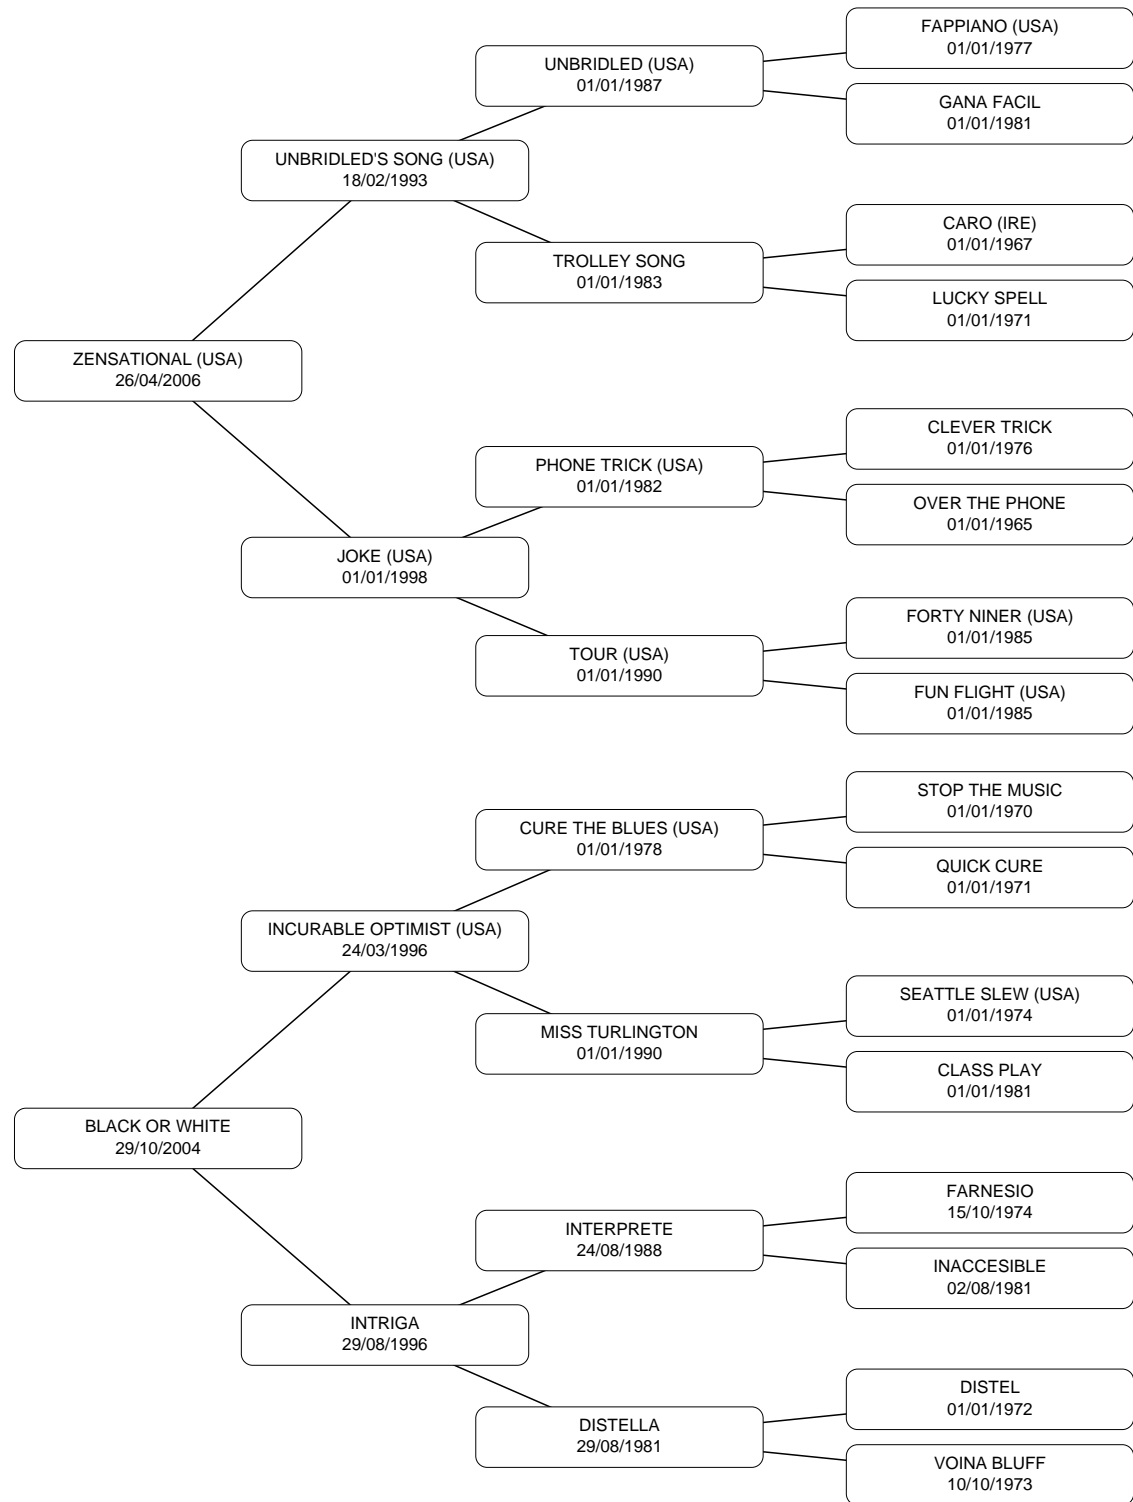 FAPPIANO (USA)
01/01/1977
UNBRIDLED (USA)
01/01/1987
GANA FACIL
01/01/1981
UNBRIDLED'S SONG (USA)
18/02/1993
CARO (IRE)
01/01/1967
TROLLEY SONG
01/01/1983
LUCKY SPELL
01/01/1971
ZENSATIONAL (USA)
26/04/2006
CLEVER TRICK
01/01/1976
PHONE TRICK (USA)
01/01/1982
OVER THE PHONE
01/01/1965
JOKE (USA)
01/01/1998
FORTY NINER (USA)
01/01/1985
TOUR (USA)
01/01/1990
FUN FLIGHT (USA)
01/01/1985
STOP THE MUSIC
01/01/1970
CURE THE BLUES (USA)
01/01/1978
QUICK CURE
01/01/1971
INCURABLE OPTIMIST (USA)
24/03/1996
SEATTLE SLEW (USA)
01/01/1974
MISS TURLINGTON
01/01/1990
CLASS PLAY
01/01/1981
BLACK OR WHITE
29/10/2004
FARNESIO
15/10/1974
INTERPRETE
24/08/1988
INACCESIBLE
02/08/1981
INTRIGA
29/08/1996
DISTEL
01/01/1972
DISTELLA
29/08/1981
VOINA BLUFF
10/10/1973